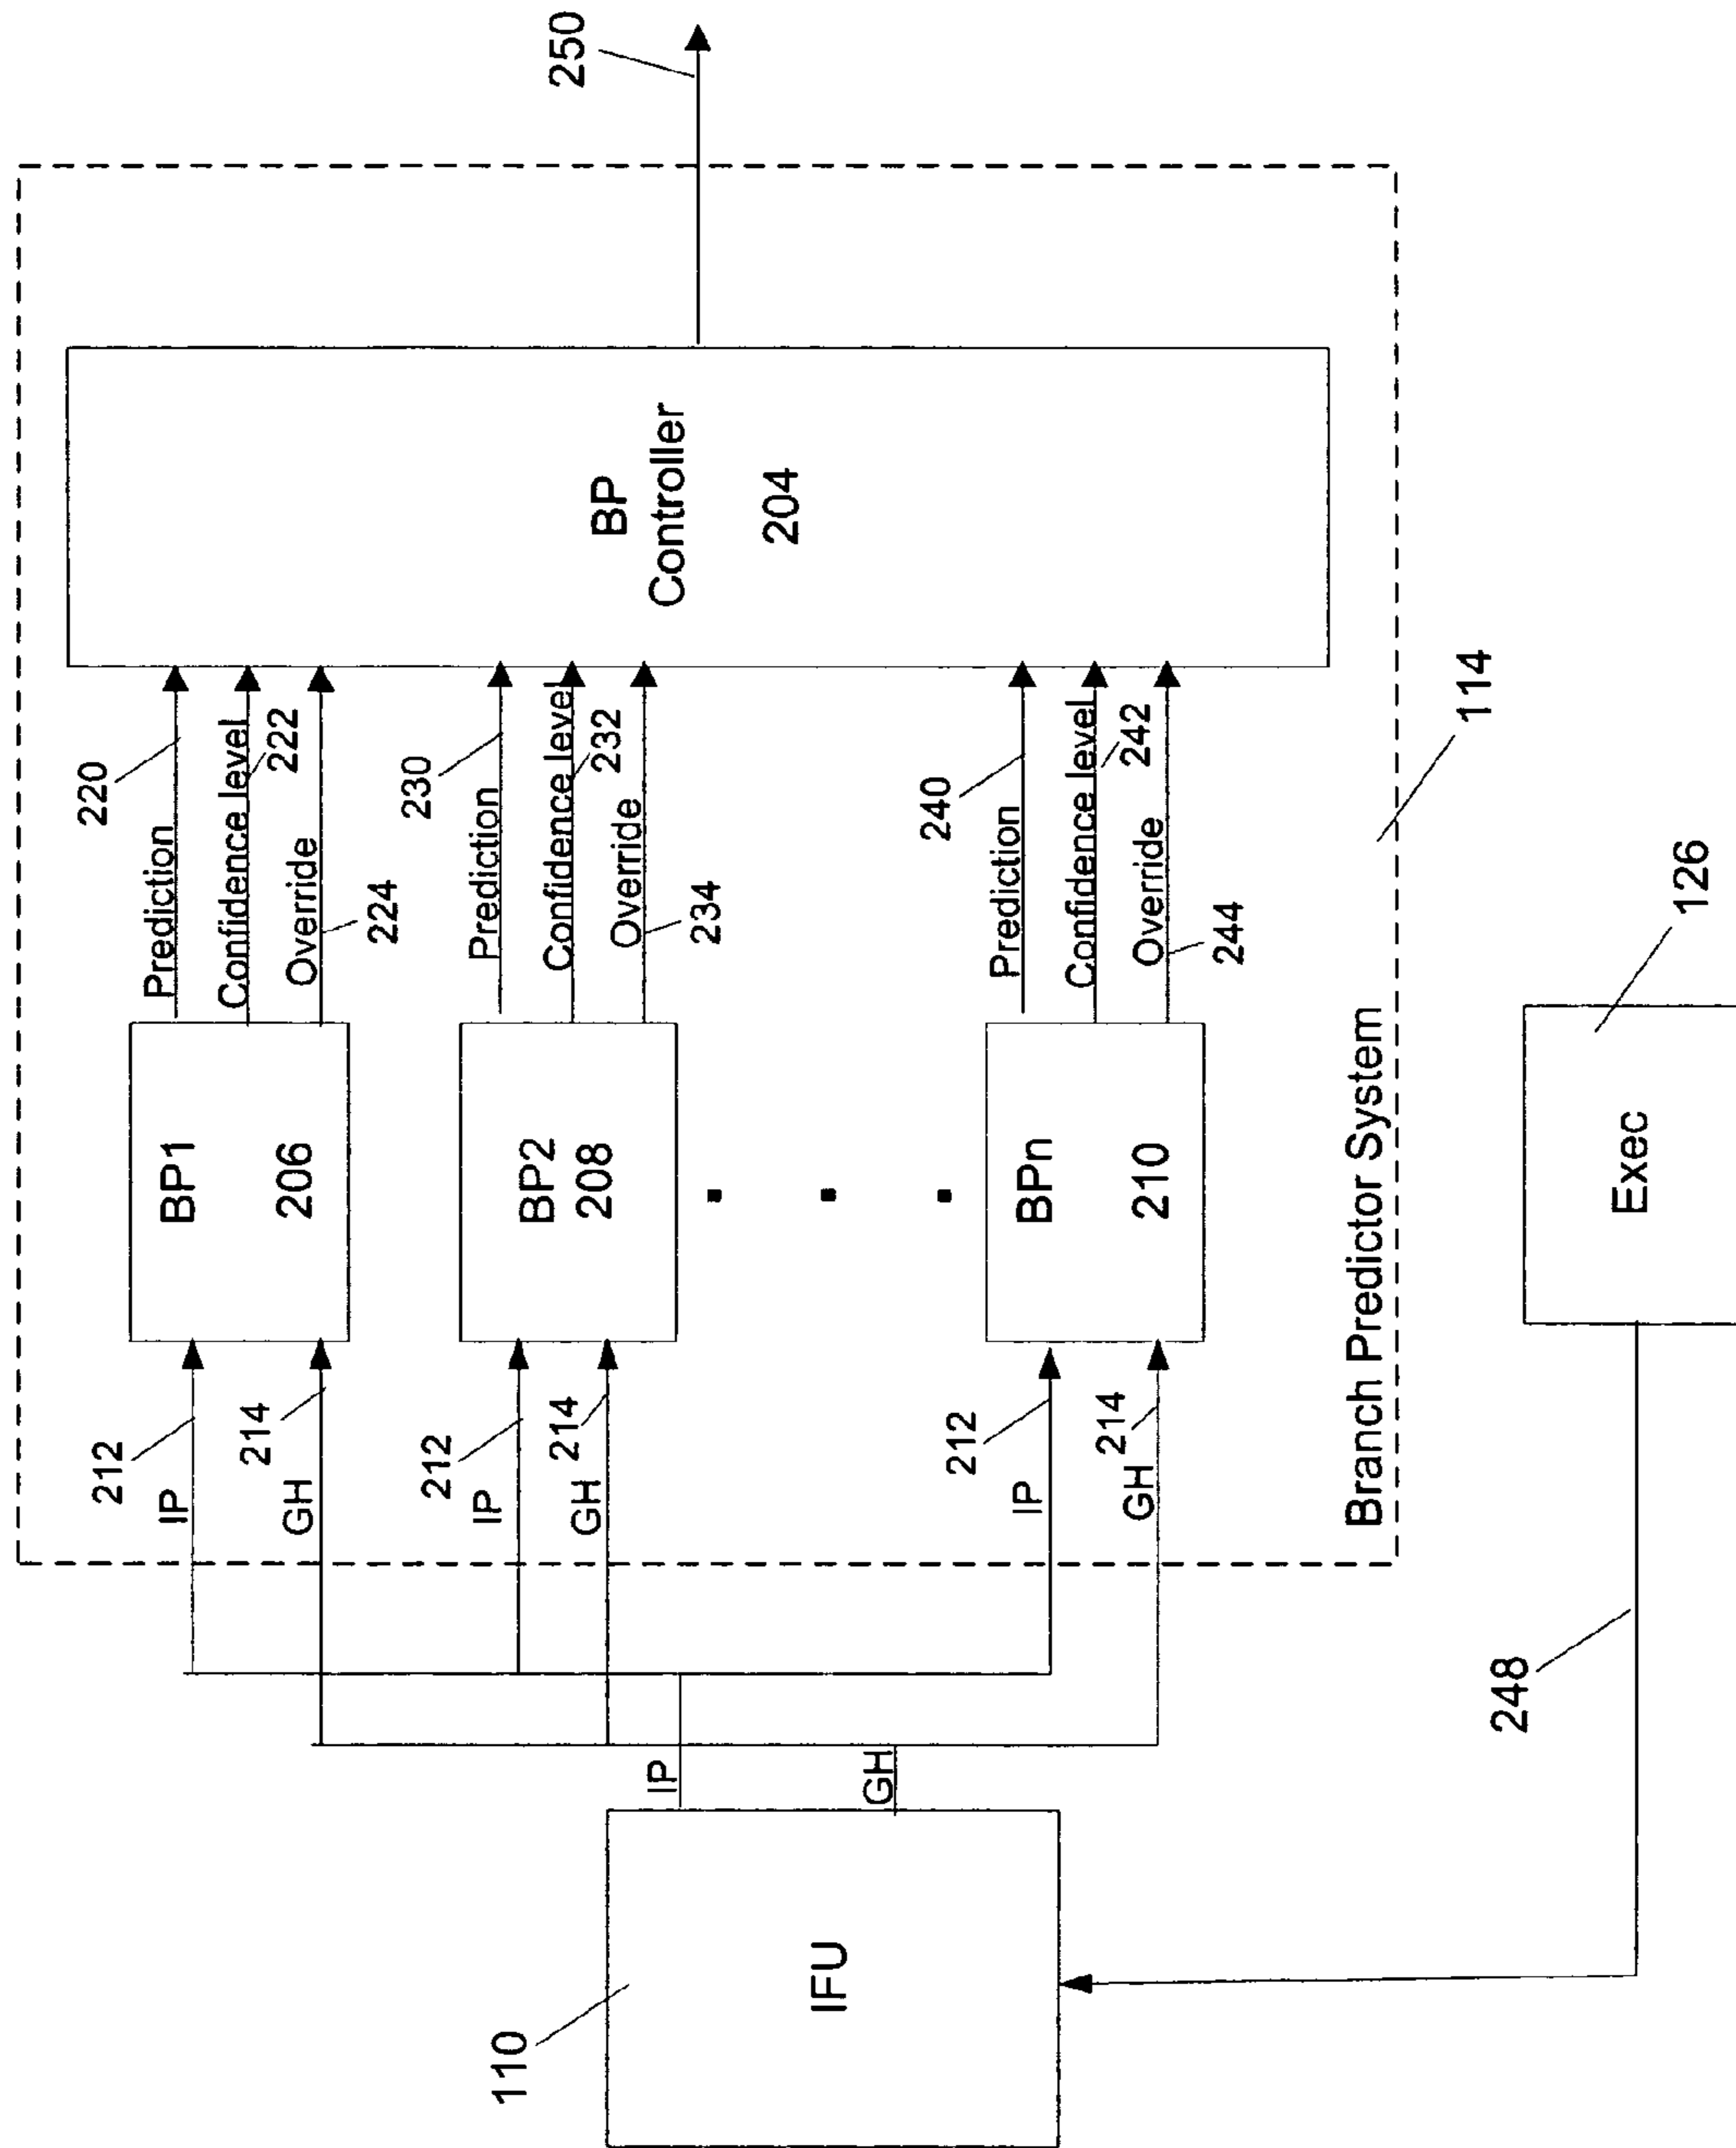 110
IFU
IP
GH
IP
212
GH
214
IP
212
GH
214
IP
212
GH
214
BP1
206
BP2
208
. . .
BPn
210
Prediction
220
Confidence level
222
Override
224
Prediction
230
Confidence level
232
Override
234
Prediction
240
Confidence level
242
Override
244
BP
Controller
204
250
Branch Predictor System
114
Exec
126
248